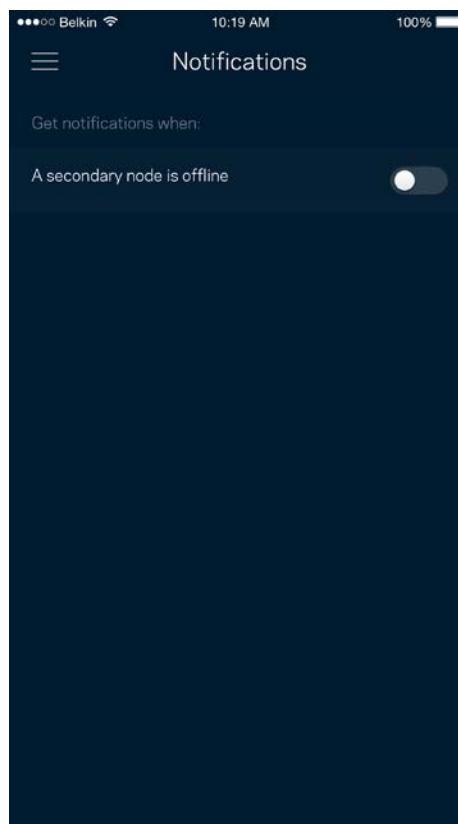 Belkin 10:19 AM 100%
Notifications
Get notifications when:
A secondary node is offline